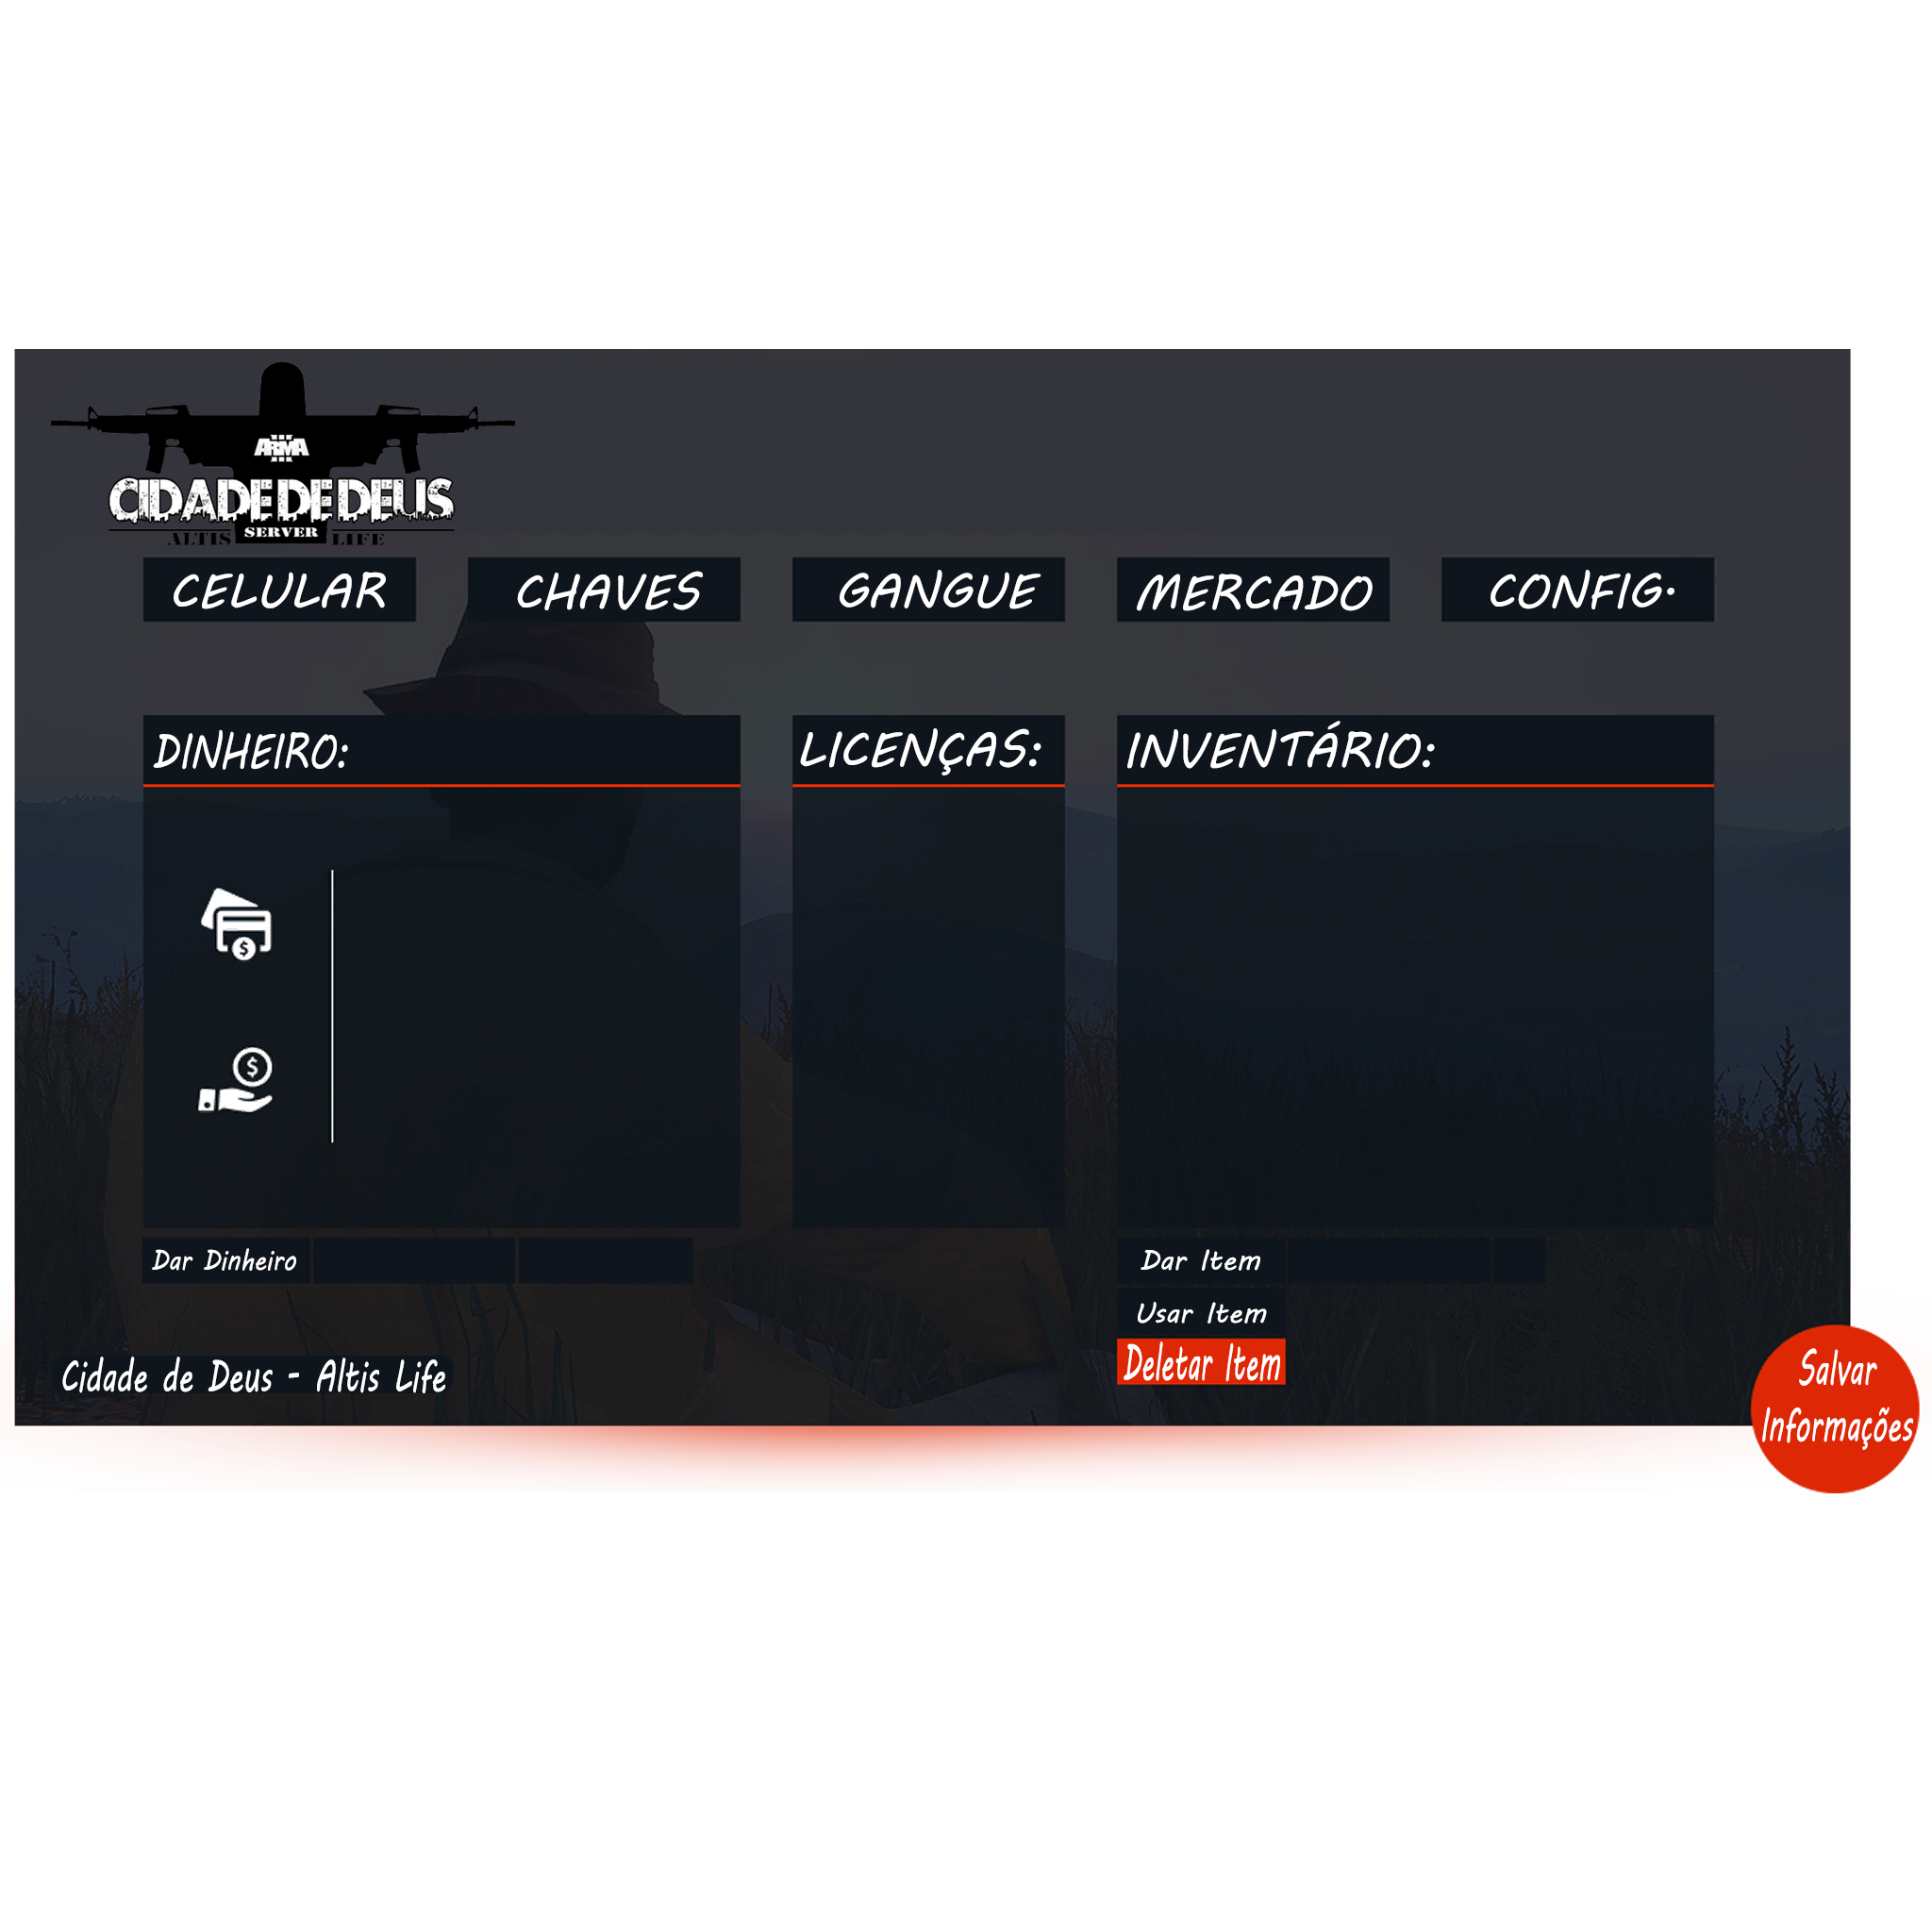 ARMA
III
CIDADE DE DEUS
ALTIS SERVER LIFE
CELULAR CHAVES GANGUE MERCADO CONFIG.
DINHEIRO: LICENÇAS: INVENTÁRIO:
$
$
Dar Dinheiro Dar Item
Usar Item
Deletar Item
Cidade de Deus - Altis Life
Salvar
Informações